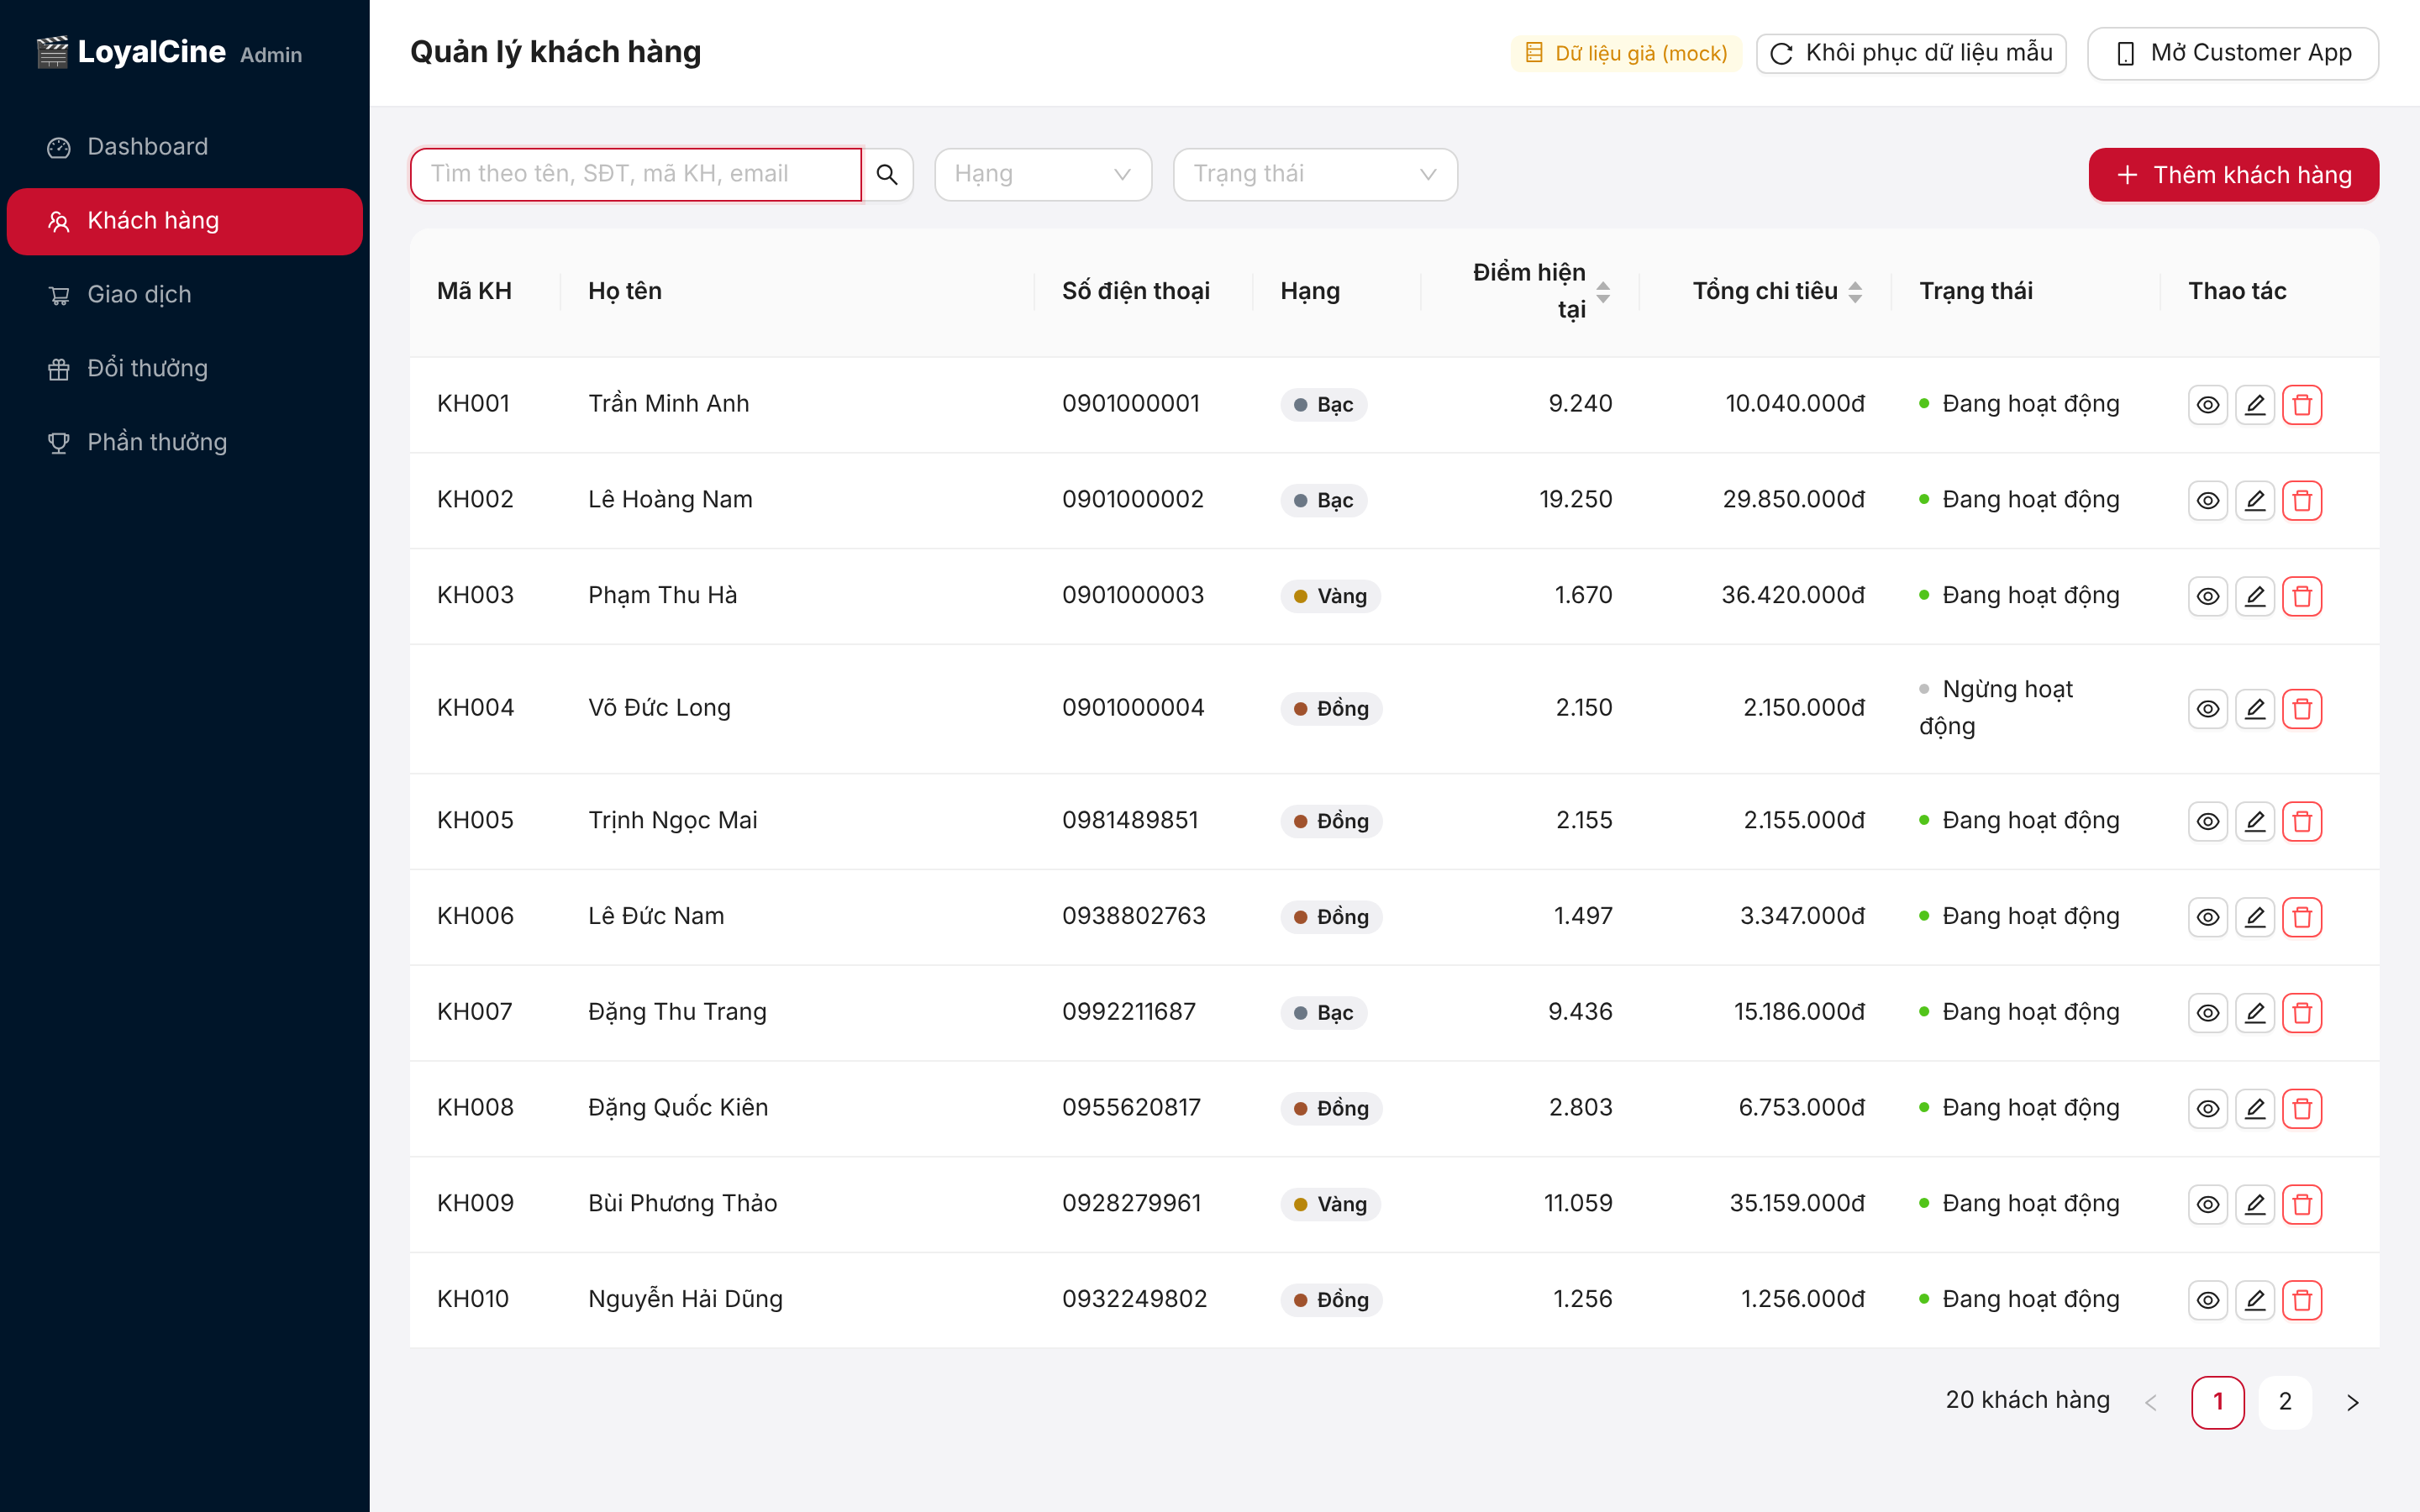 LoyalCine Admin
Dashboard
Khách hàng
Giao dịch
Đổi thưởng
Phần thưởng
Quản lý khách hàng
Dữ liệu giả (mock)
Khôi phục dữ liệu mẫu
Mở Customer App
Tìm theo tên, SĐT, mã KH, email
Hạng
Trạng thái
Thêm khách hàng
Mã KH Họ tên Số điện thoại Hạng Điểm hiện tại Tổng chi tiêu Trạng thái Thao tác
KH001 Trần Minh Anh 0901000001 Bạc 9.240 10.040.000đ Đang hoạt động
KH002 Lê Hoàng Nam 0901000002 Bạc 19.250 29.850.000đ Đang hoạt động
KH003 Phạm Thu Hà 0901000003 Vàng 1.670 36.420.000đ Đang hoạt động
KH004 Võ Đức Long 0901000004 Đồng 2.150 2.150.000đ Ngừng hoạt động
KH005 Trịnh Ngọc Mai 0981489851 Đồng 2.155 2.155.000đ Đang hoạt động
KH006 Lê Đức Nam 0938802763 Đồng 1.497 3.347.000đ Đang hoạt động
KH007 Đặng Thu Trang 0992211687 Bạc 9.436 15.186.000đ Đang hoạt động
KH008 Đặng Quốc Kiên 0955620817 Đồng 2.803 6.753.000đ Đang hoạt động
KH009 Bùi Phương Thảo 0928279961 Vàng 11.059 35.159.000đ Đang hoạt động
KH010 Nguyễn Hải Dũng 0932249802 Đồng 1.256 1.256.000đ Đang hoạt động
20 khách hàng 1 2